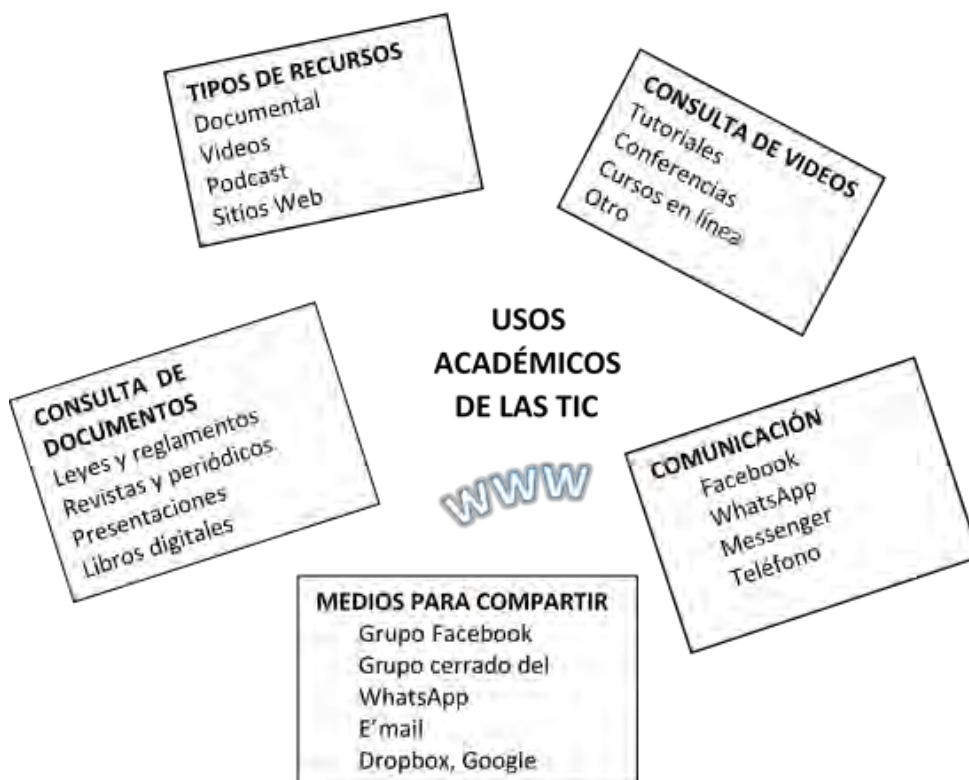 TIPOS DE RECURSOS
Documental
Videos
Podcast
Sitios Web
CONSULTA DE VIDEOS
Tutoriales
Conferencias
Cursos en línea
Otro
USOS
ACADÉMICOS
DE LAS TIC
www
CONSULTA DE
DOCUMENTOS
Leyes y reglamentos
Revistas y periódicos
Presentaciones
Libros digitales
COMUNICACIÓN
Facebook
WhatsApp
Messenger
Teléfono
MEDIOS PARA COMPARTIR
Grupo Facebook
Grupo cerrado del
WhatsApp
E'mail
Dropbox, Google